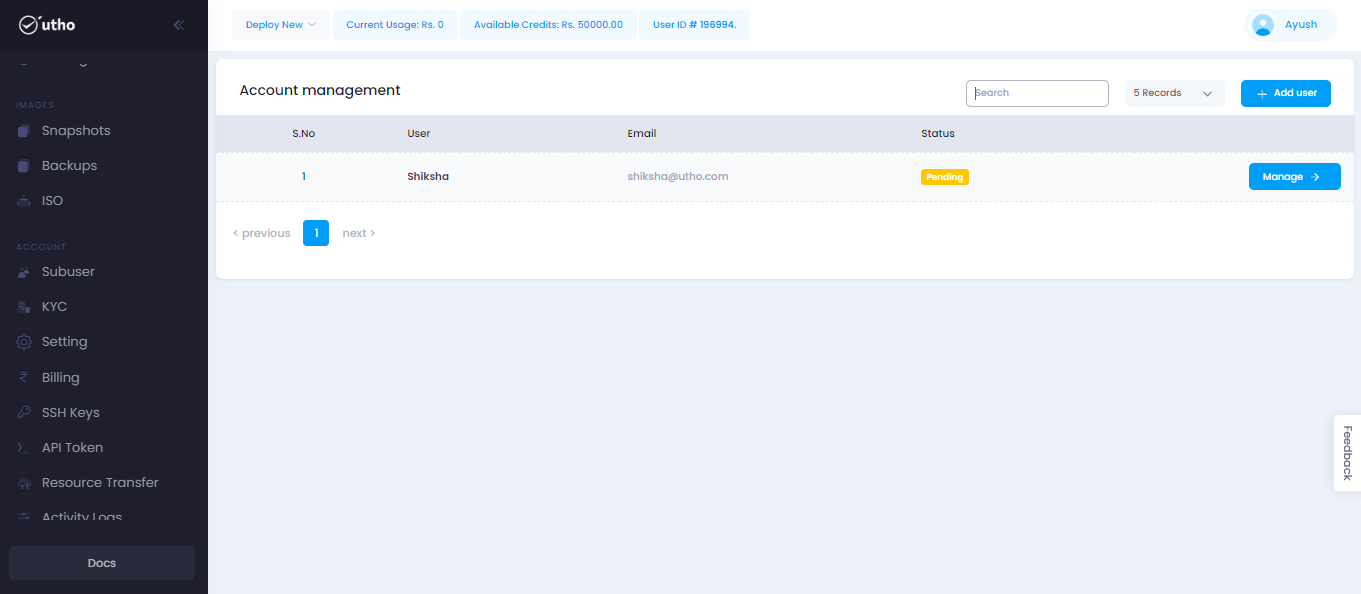 utho
Deploy New
Current Usage: Rs. 0
Available Credits: Rs. 50000.00
User ID # 196994.
Ayush
IMAGES
Snapshots
Backups
ISO
ACCOUNT
Subuser
KYC
Setting
Billing
SSH Keys
API Token
Resource Transfer
Activity Logs
Docs
Account management
Search
5 Records
+ Add user
S.No User Email Status
1 Shiksha shiksha@utho.com Pending Manage →
< previous 1 next >
Feedback